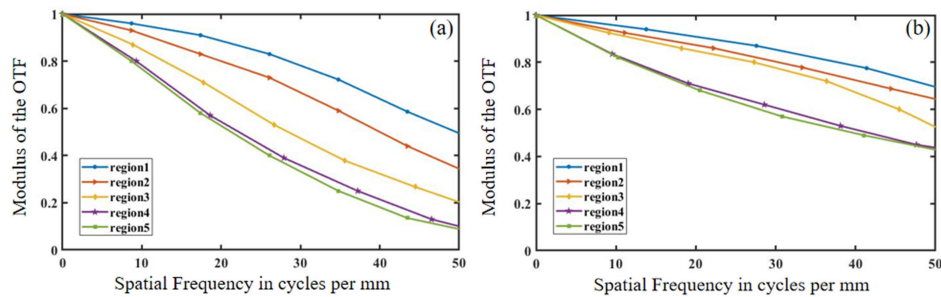 (a)
Modulus of the OTF
1
0.8
0.6
0.4
0.2
0
region1
region2
region3
region4
region5
0 10 20 30 40 50
Spatial Frequency in cycles per mm
(b)
Modulus of the OTF
1
0.8
0.6
0.4
0.2
0
region1
region2
region3
region4
region5
0 10 20 30 40 50
Spatial Frequency in cycles per mm